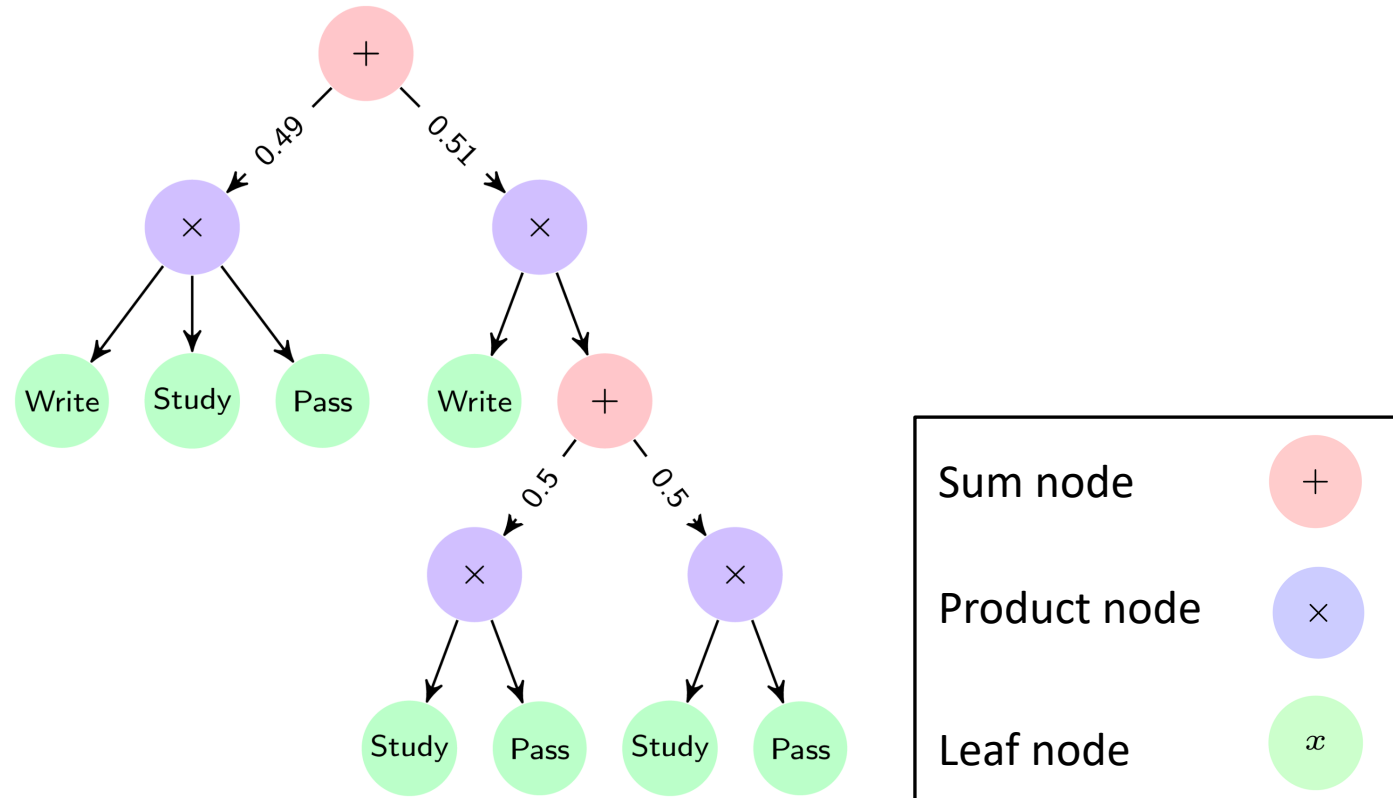 +
0.49 0.51
× ×
Write Study Pass Write +
0.5 0.5
× ×
Study Pass Study Pass
Sum node +
Product node ×
Leaf node x